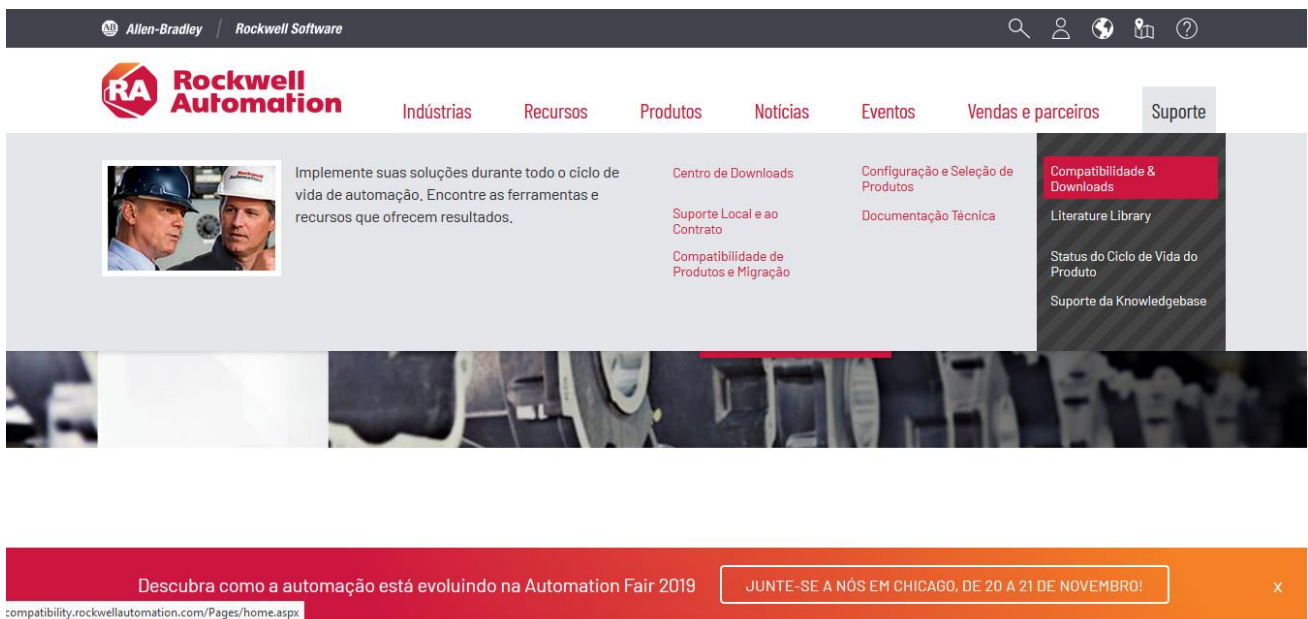 Allen-Bradley
Rockwell Software
RA
Rockwell
Automation
Indústrias
Recursos
Produtos
Notícias
Eventos
Vendas e parceiros
Suporte
Implemente suas soluções durante todo o ciclo de
vida de automação. Encontre as ferramentas e
recursos que ofrecem resultados.
Centro de Downloads
Suporte Local e ao
Contrato
Compatibilidade de
Produtos e Migração
Configuração e Seleção de
Produtos
Documentação Técnica
Compatibilidade &
Downloads
Literature Library
Status do Ciclo de Vida do
Produto
Suporte da Knowledgebase
Descubra como a automação está evoluindo na Automation Fair 2019
JUNTE-SE A NÓS EM CHICAGO, DE 20 A 21 DE NOVEMBRO!
x
compatibility.rockwellautomation.com/Pages/home.aspx